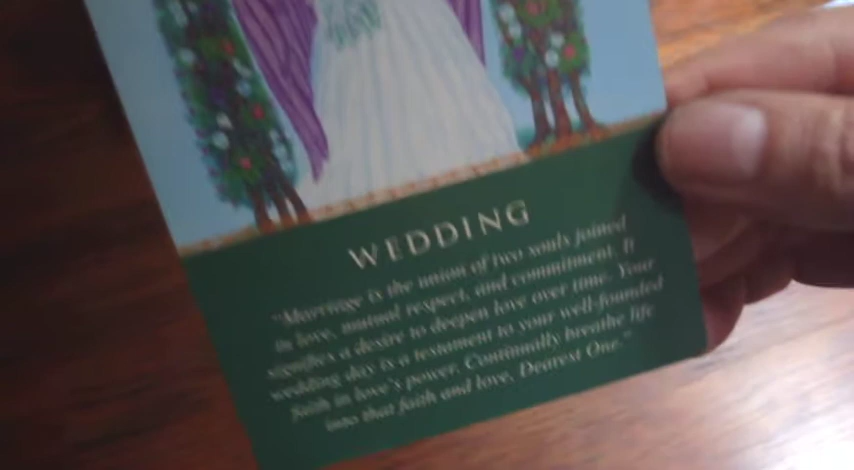 WEDDING
"Marriage is the union of two souls joined
in love, mutual respect, and commitment. It
signifies a desire to deepen love over time. Your
wedding day is a testament to your well-founded
faith in love's power. Continually breathe life
into that faith and love, Dearest One."